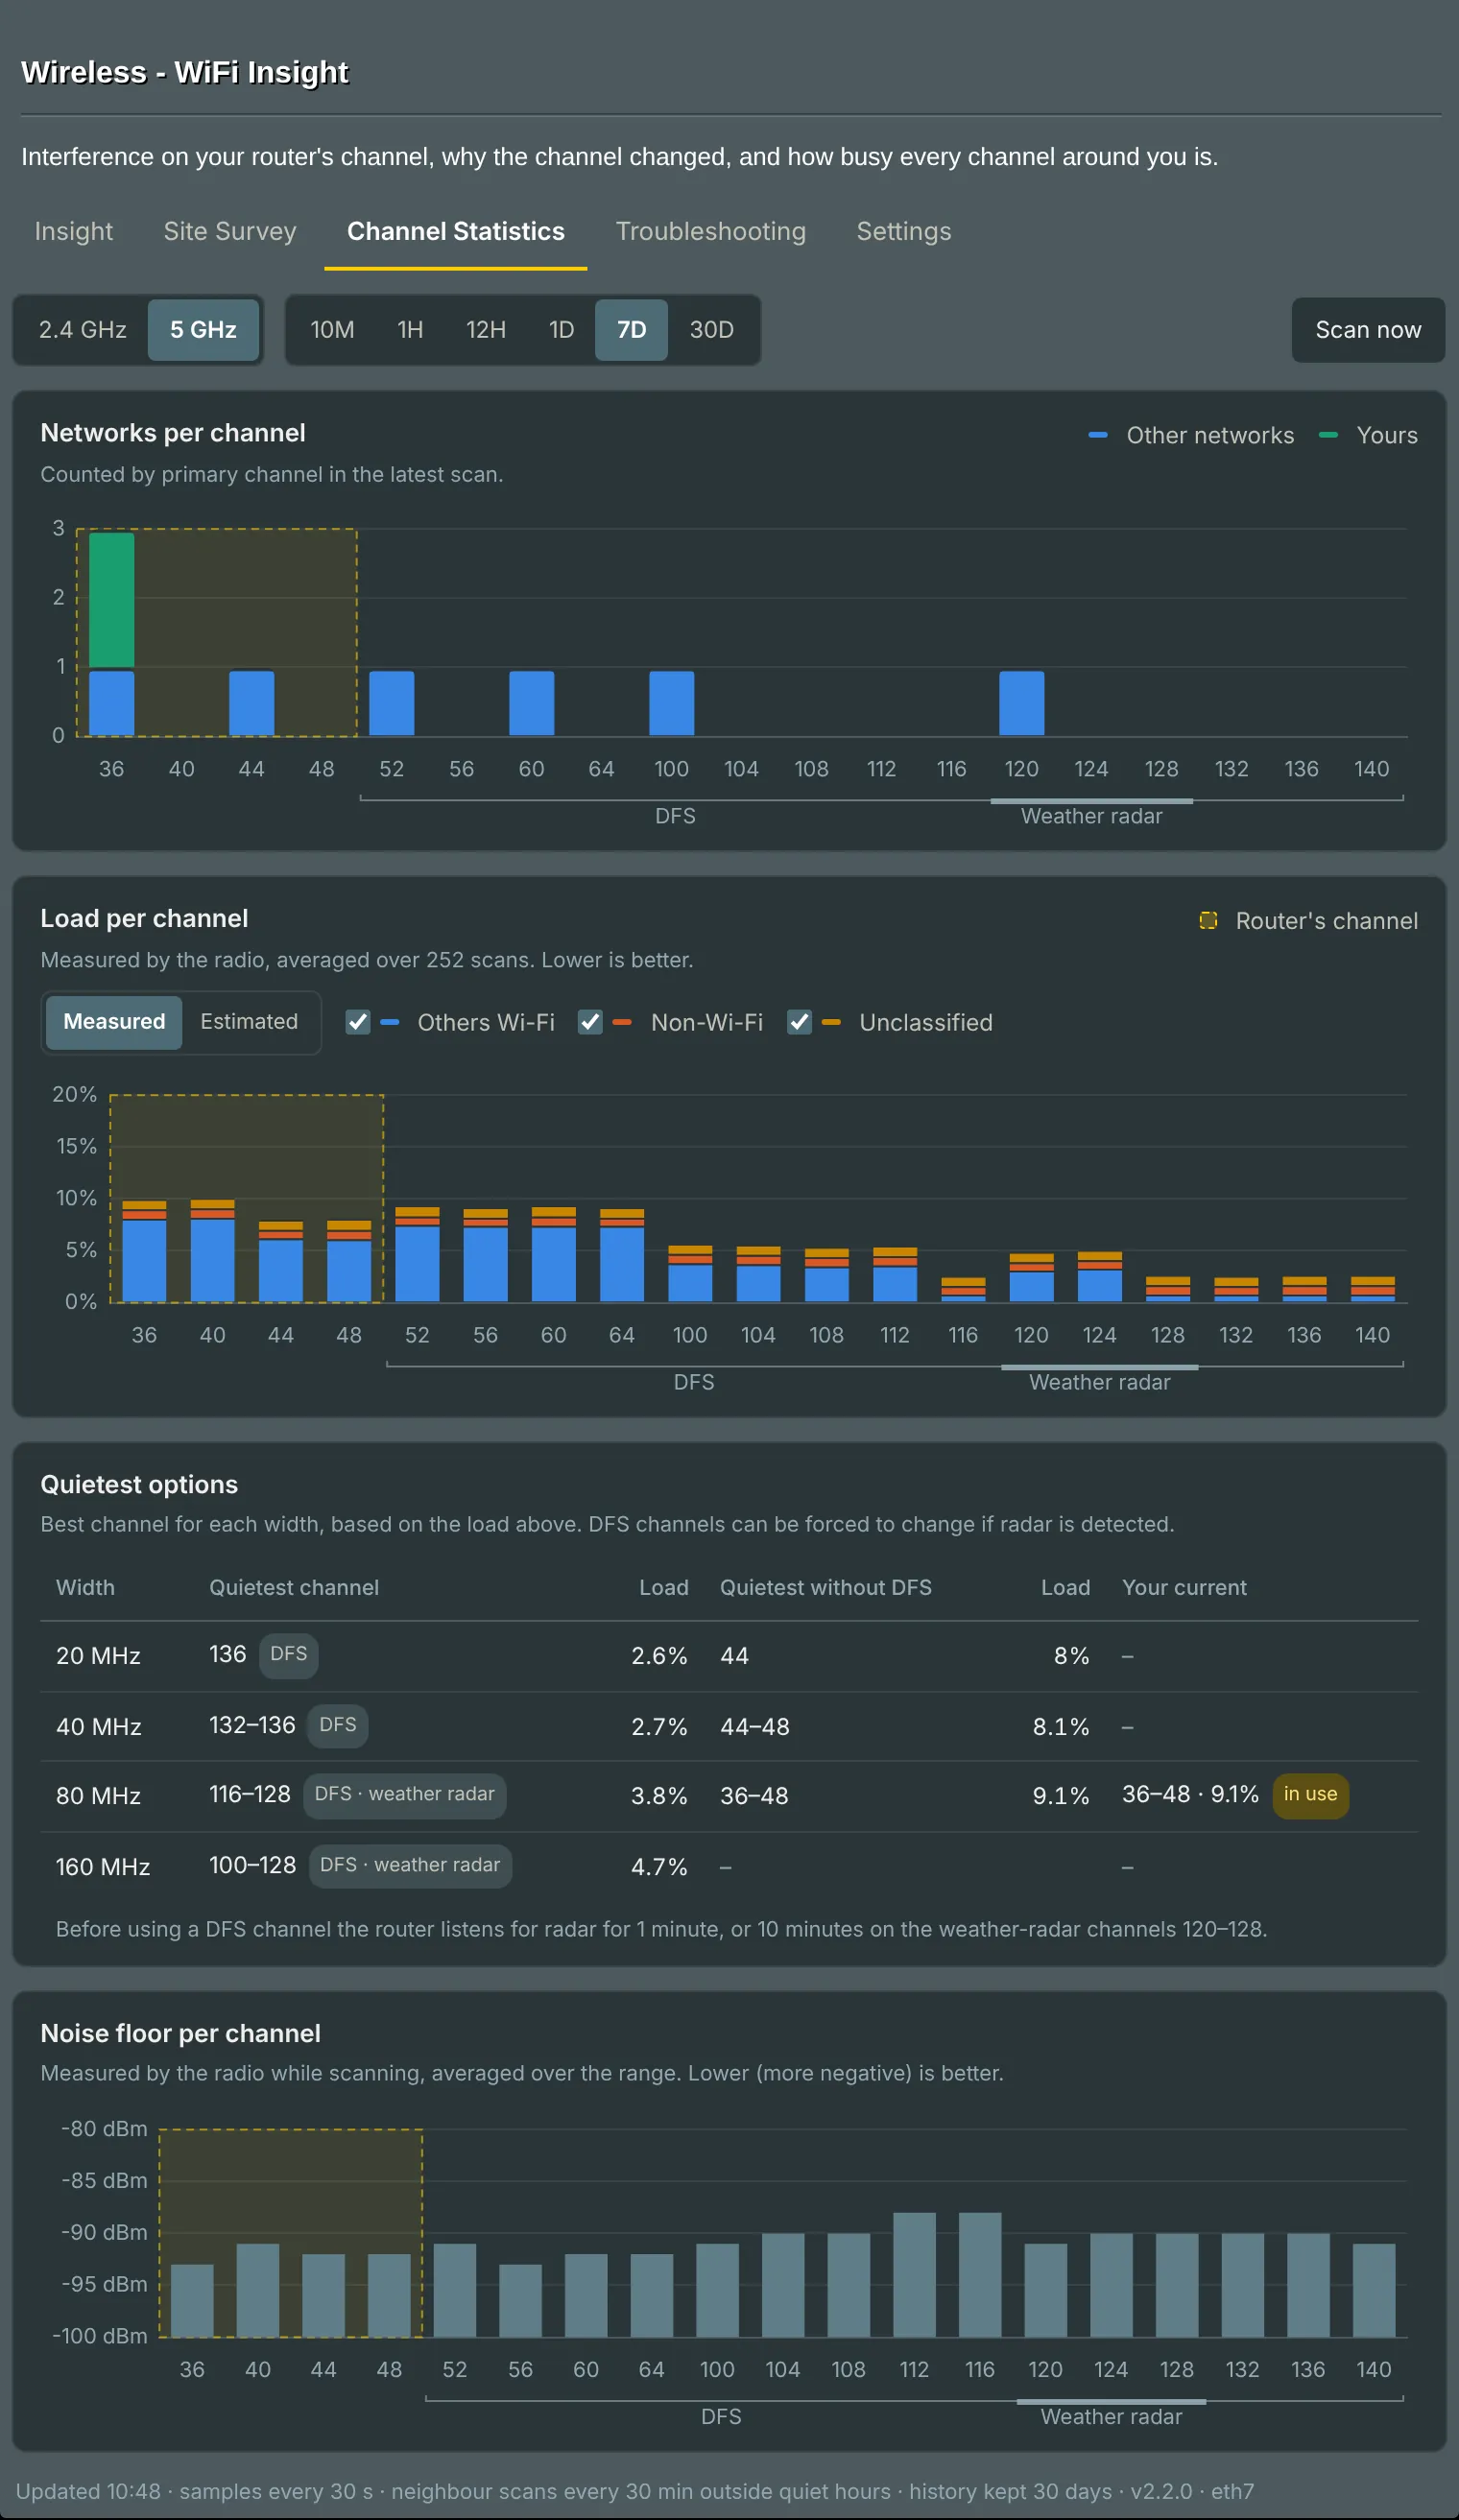 Wireless - WiFi Insight
Interference on your router's channel, why the channel changed, and how busy every channel around you is.
Insight Site Survey Channel Statistics Troubleshooting Settings
2.4 GHz 5 GHz 10M 1H 12H 1D 7D 30D Scan now
Networks per channel
Other networks Yours
Counted by primary channel in the latest scan.
3
2
1
0
36 40 44 48 52 56 60 64 100 104 108 112 116 120 124 128 132 136 140
DFS Weather radar
Load per channel
Router's channel
Measured by the radio, averaged over 252 scans. Lower is better.
Measured Estimated Others Wi-Fi Non-Wi-Fi Unclassified
20%
15%
10%
5%
0%
36 40 44 48 52 56 60 64 100 104 108 112 116 120 124 128 132 136 140
DFS Weather radar
Quietest options
Best channel for each width, based on the load above. DFS channels can be forced to change if radar is detected.
Width Quietest channel Load Quietest without DFS Load Your current
20 MHz 136 DFS 2.6% 44 8% –
40 MHz 132–136 DFS 2.7% 44–48 8.1% –
80 MHz 116–128 DFS · weather radar 3.8% 36–48 9.1% 36–48 · 9.1% in use
160 MHz 100–128 DFS · weather radar 4.7% – –
Before using a DFS channel the router listens for radar for 1 minute, or 10 minutes on the weather-radar channels 120–128.
Noise floor per channel
Measured by the radio while scanning, averaged over the range. Lower (more negative) is better.
-80 dBm
-85 dBm
-90 dBm
-95 dBm
-100 dBm
36 40 44 48 52 56 60 64 100 104 108 112 116 120 124 128 132 136 140
DFS Weather radar
Updated 10:48 · samples every 30 s · neighbour scans every 30 min outside quiet hours · history kept 30 days · v2.2.0 · eth7